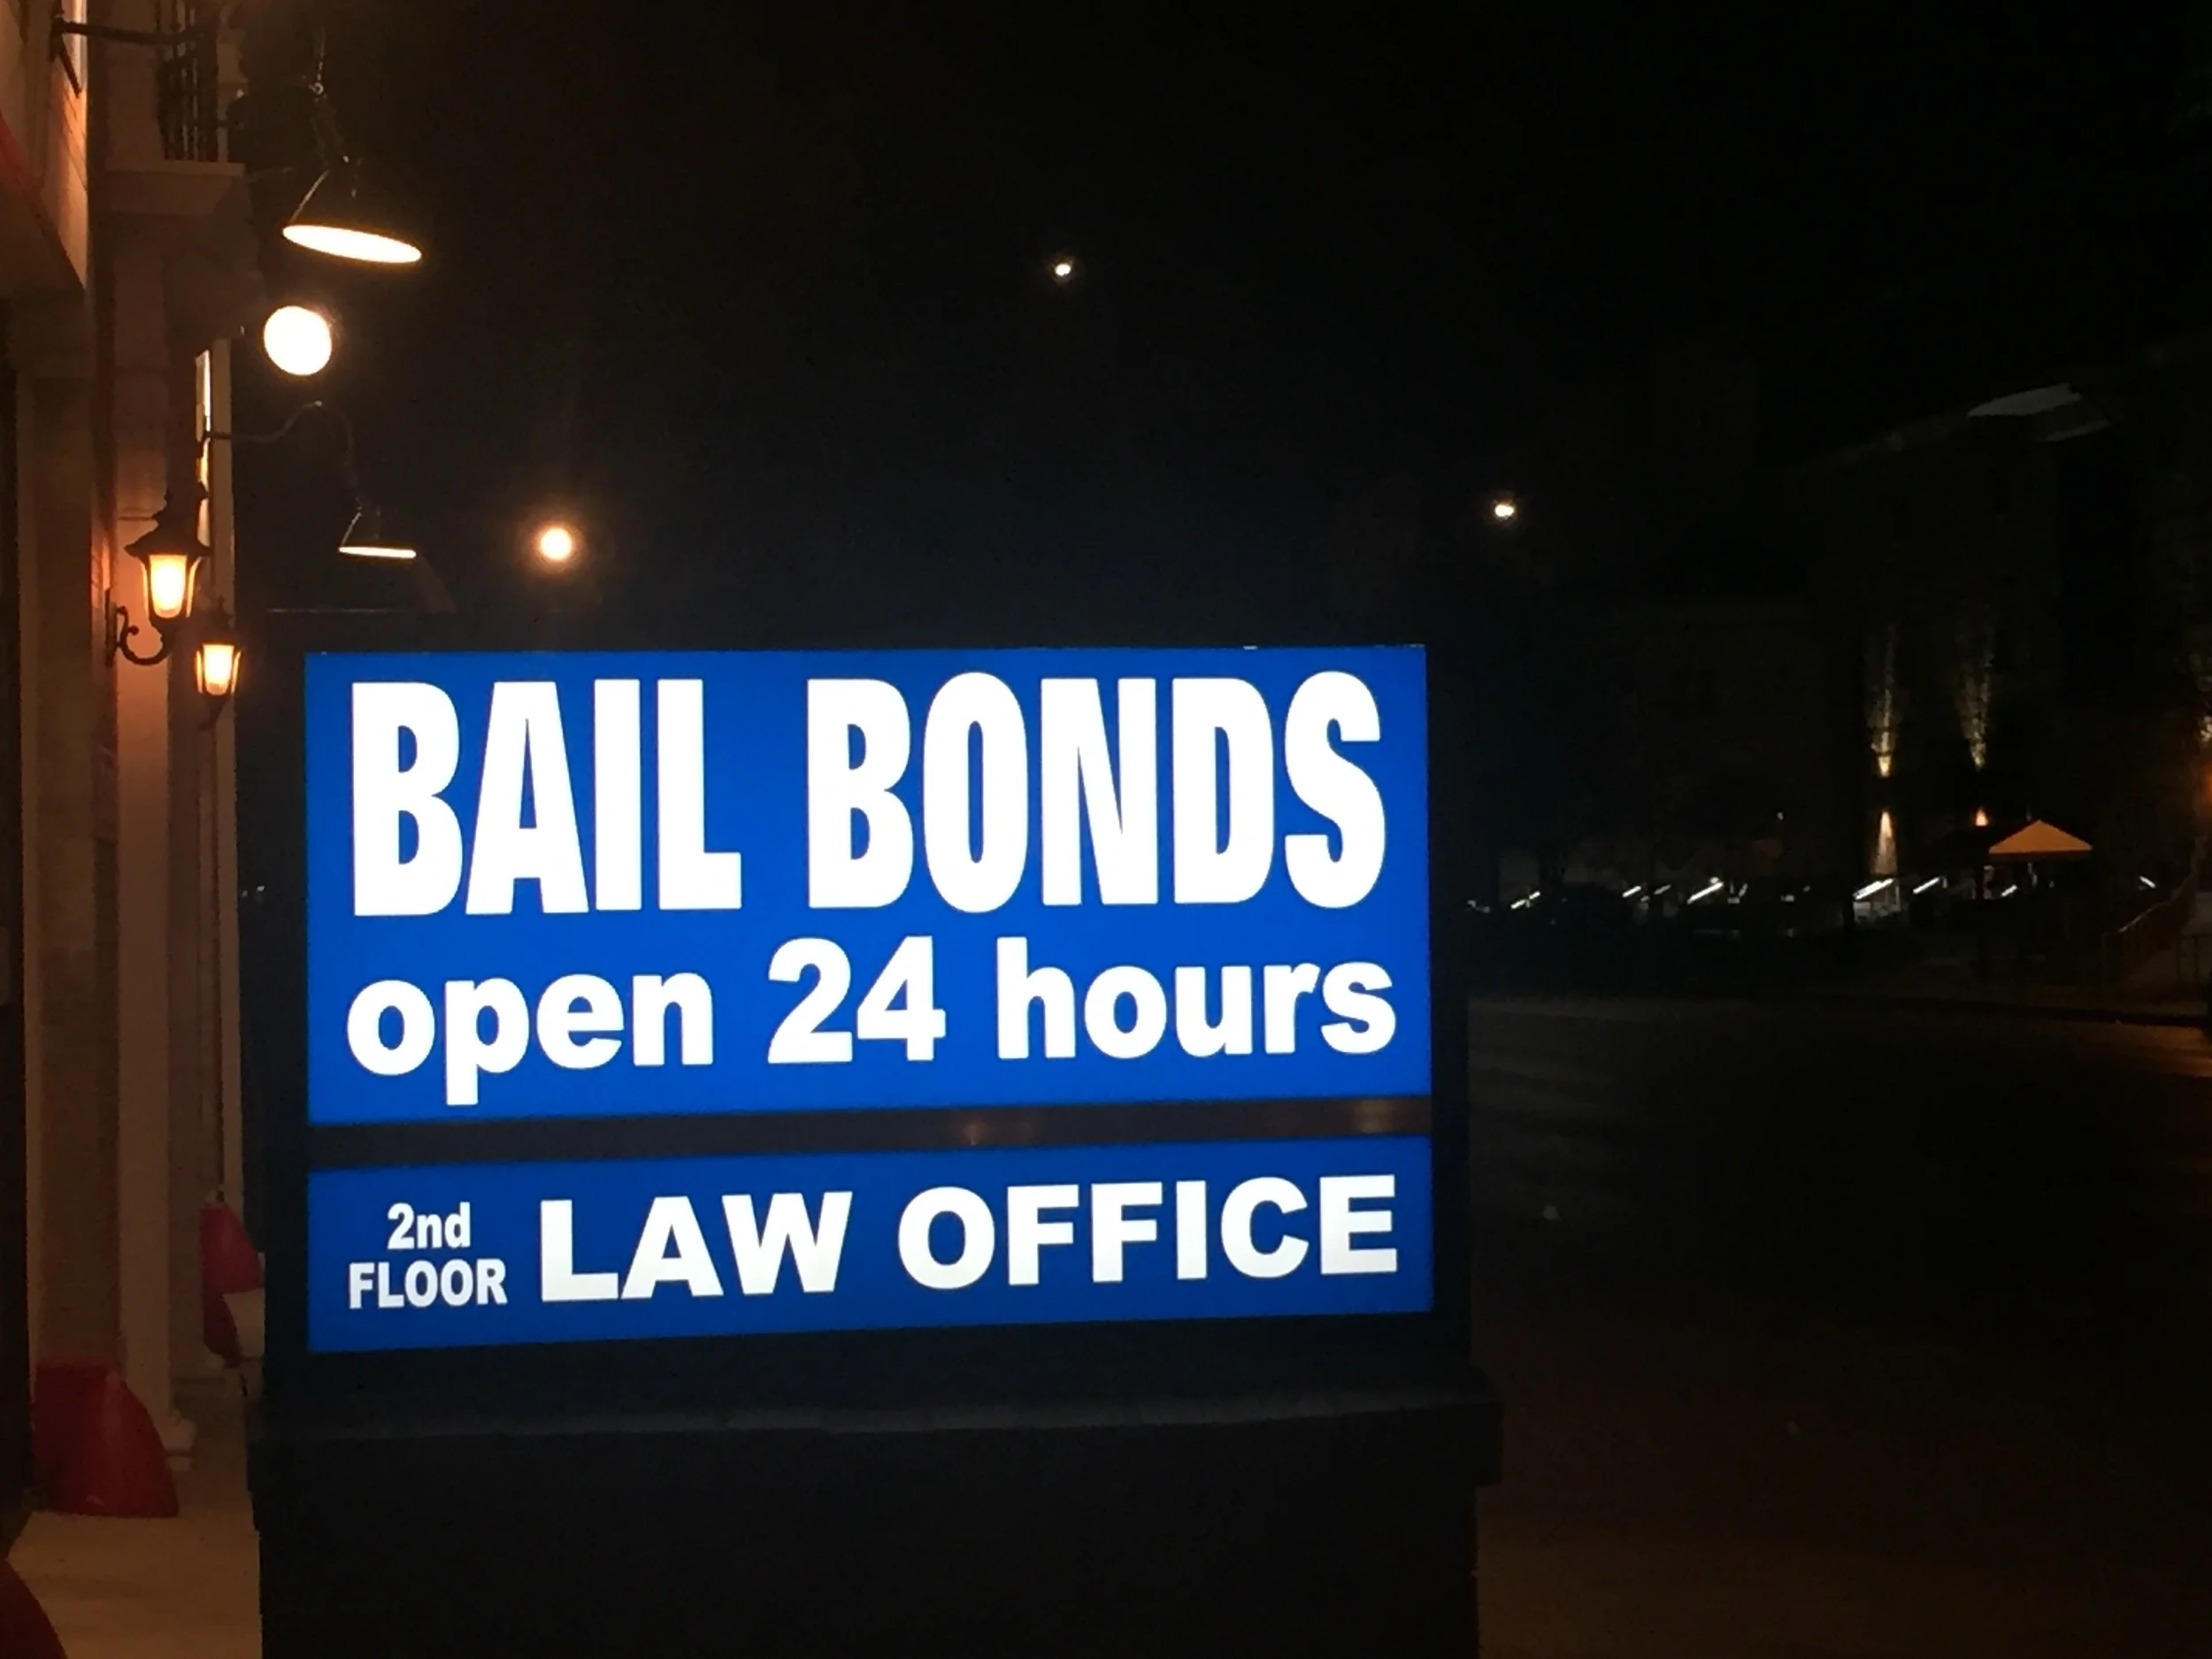 BAIL BONDS
open 24 hours
2nd
FLOOR
LAW OFFICE